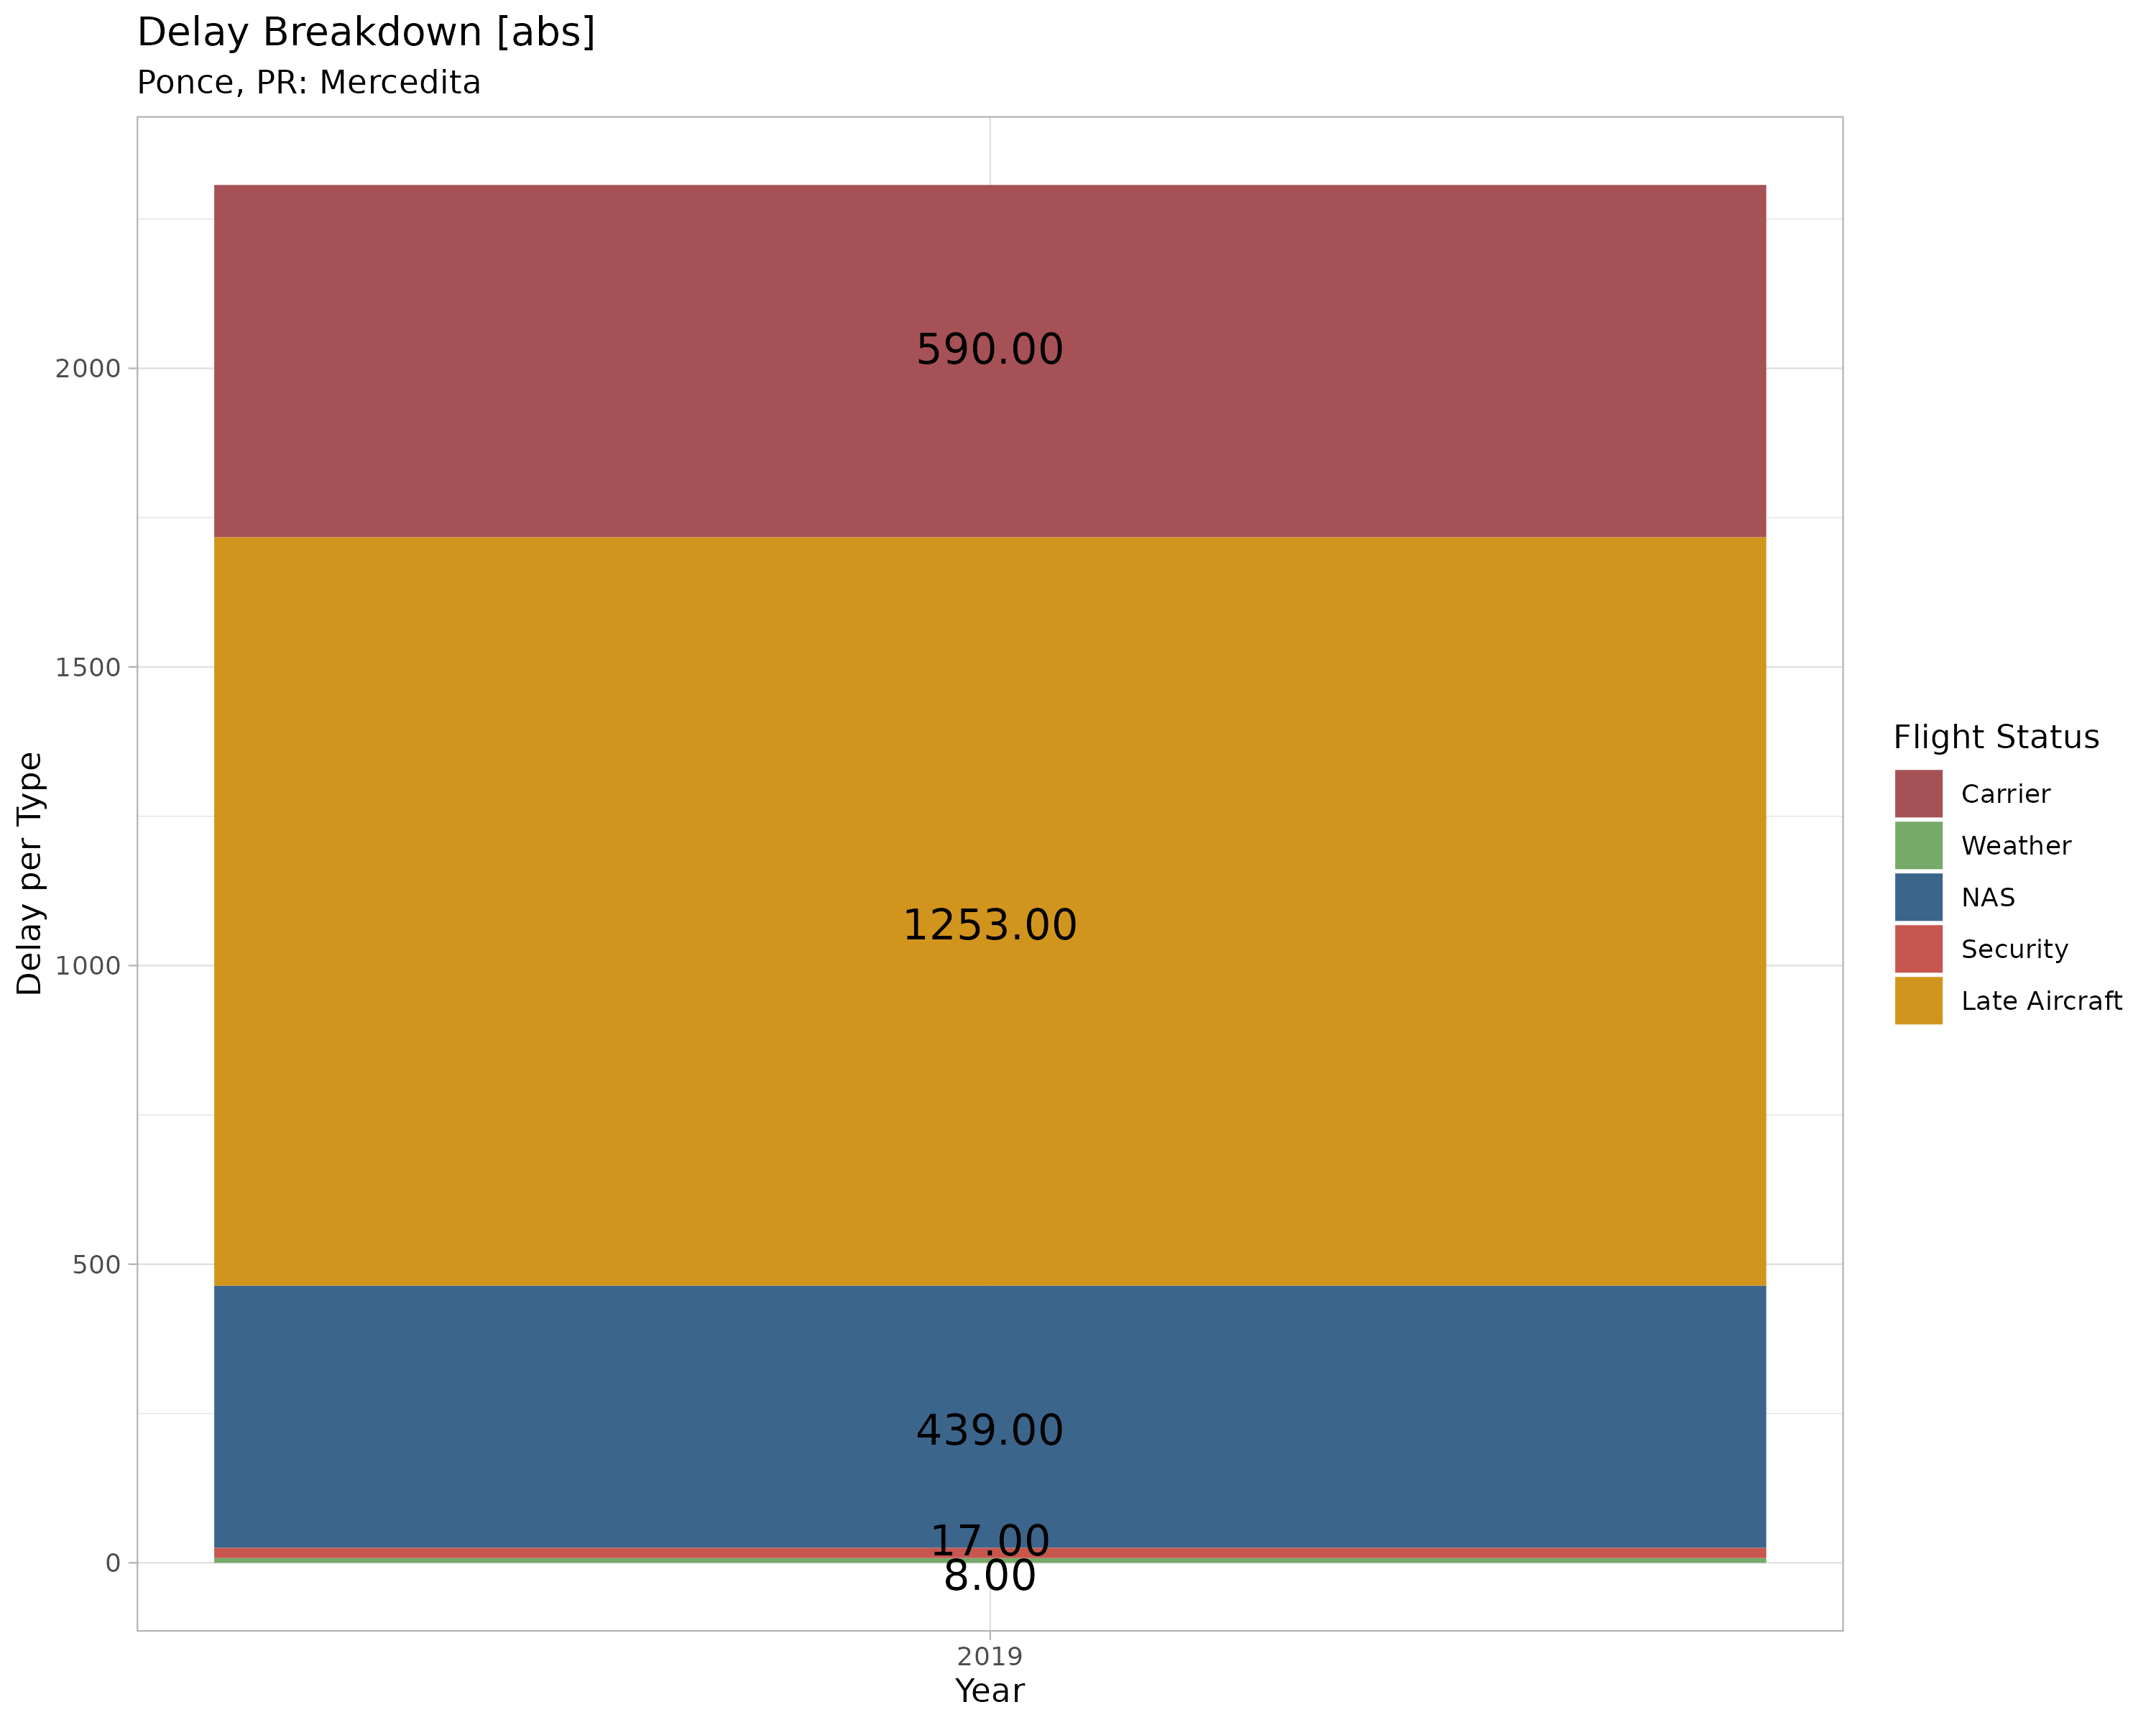 Delay Breakdown [abs]
Ponce, PR: Mercedita
Delay per Type
2000
1500
1000
500
0
590.00
1253.00
439.00
17.00
8.00
2019
Year
Flight Status
Carrier
Weather
NAS
Security
Late Aircraft